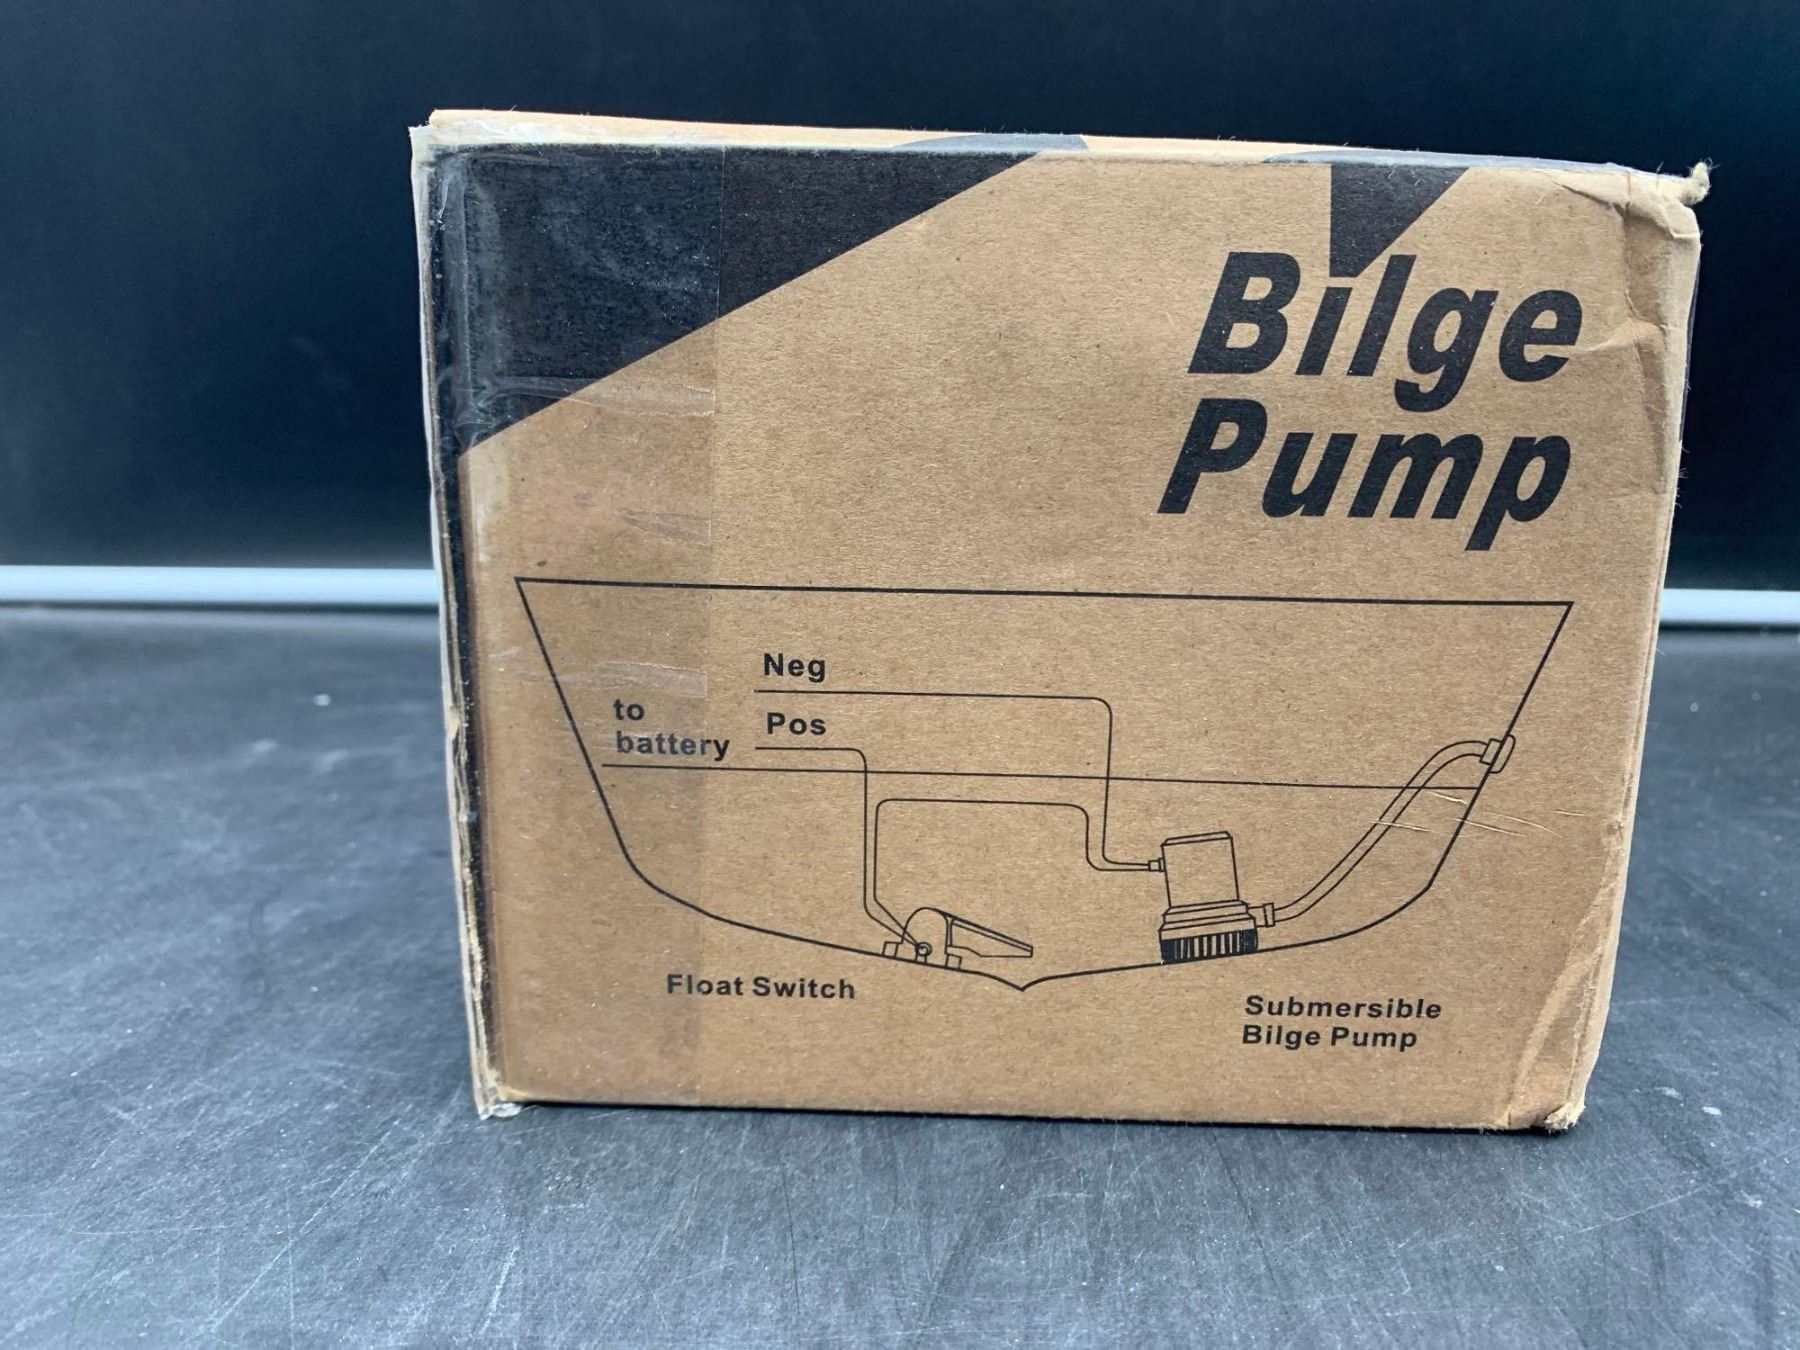 Bilge
Pump
Neg
to
Pos
battery
Float Switch
Submersible
Bilge Pump